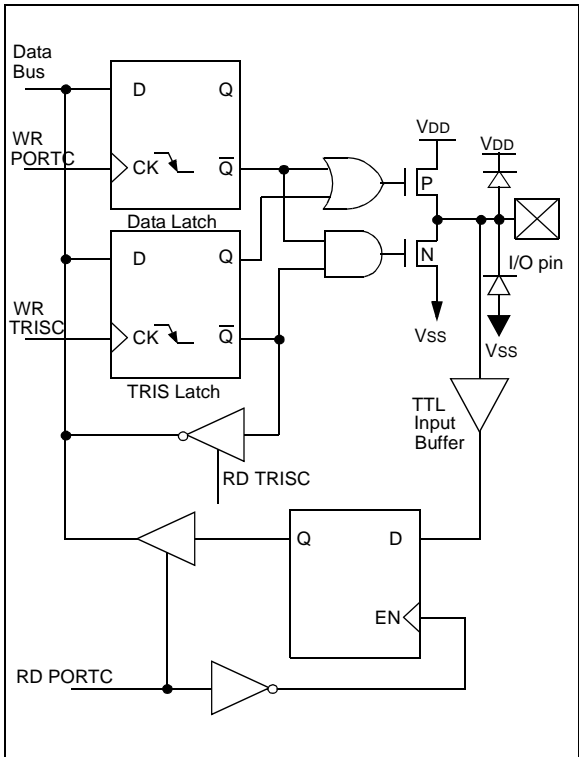 Data
Bus
D Q
WR
PORTC
CK Q
Data Latch
VDD
P
VDD
N
I/O pin
VSS
VSS
D Q
WR
TRISC
CK Q
TRIS Latch
TTL
Input
Buffer
RD TRISC
Q D
EN
RD PORTC